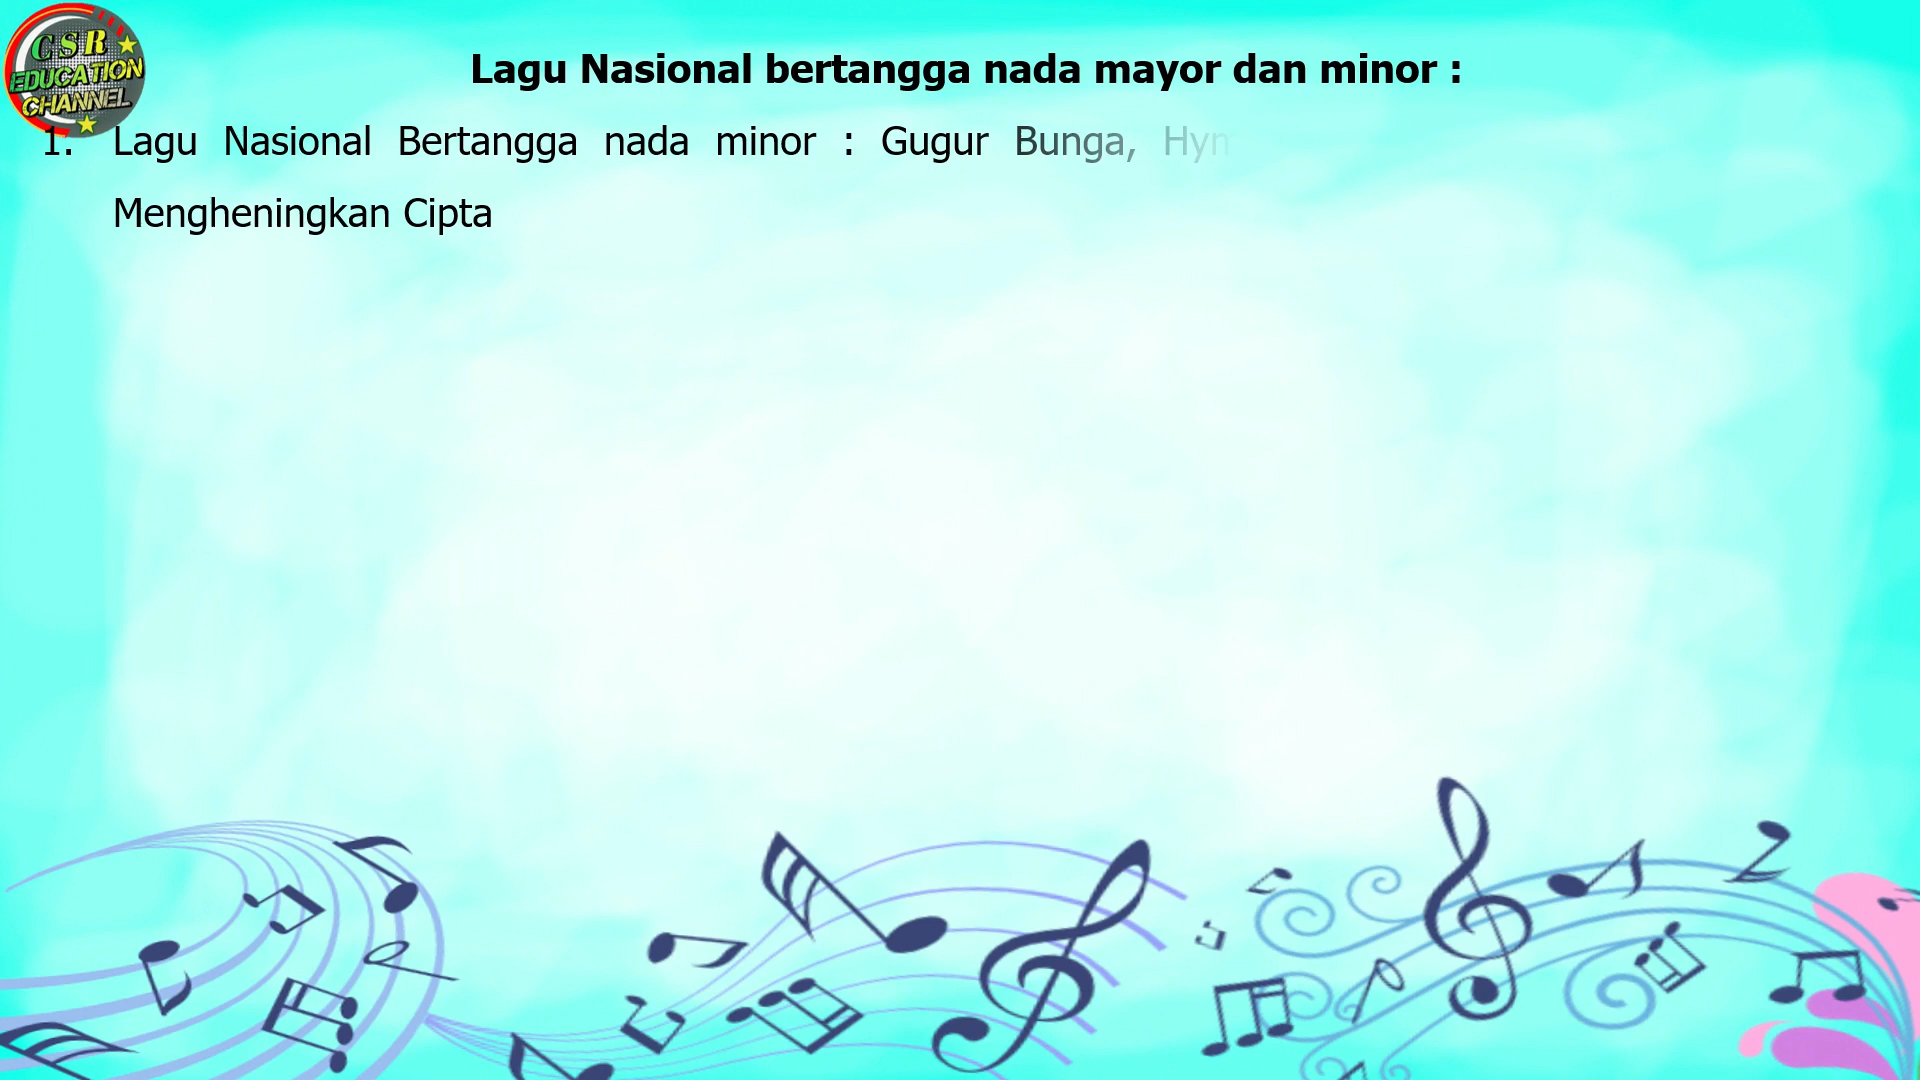 CSR
EDUCATION
CHANNEL
Lagu Nasional bertangga nada mayor dan minor :
1. Lagu Nasional Bertangga nada minor : Gugur Bunga,
Mengheningkan Cipta